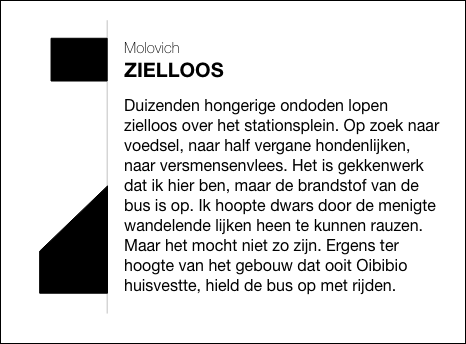 Molovich
ZIELLOOS
Duizenden hongerige ondoden lopen
zielloos over het stationsplein. Op zoek naar
voedsel, naar half vergane hondenlijken,
naar versmensenvlees. Het is gekkenwerk
dat ik hier ben, maar de brandstof van de
bus is op. Ik hoopte dwars door de menigte
wandelende lijken heen te kunnen rauzen.
Maar het mocht niet zo zijn. Ergens ter
hoogte van het gebouw dat ooit Oibibio
huisvestte, hield de bus op met rijden.